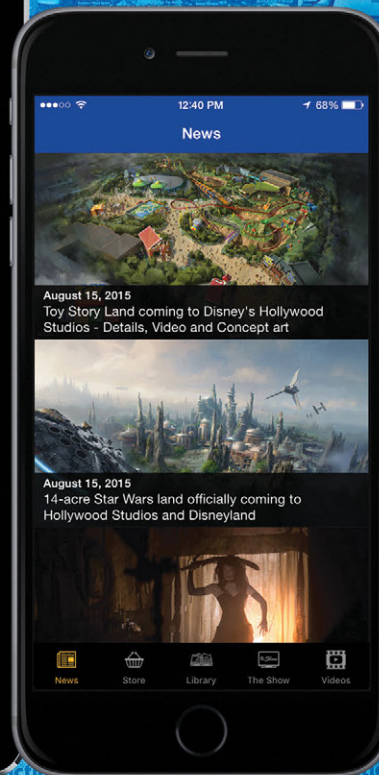 12:40 PM
68%
News
August 15, 2015
Toy Story Land coming to Disney's Hollywood
Studios - Details, Video and Concept art
August 15, 2015
14-acre Star Wars land officially coming to
Hollywood Studios and Disneyland
News
Store
Library
The Show
Videos